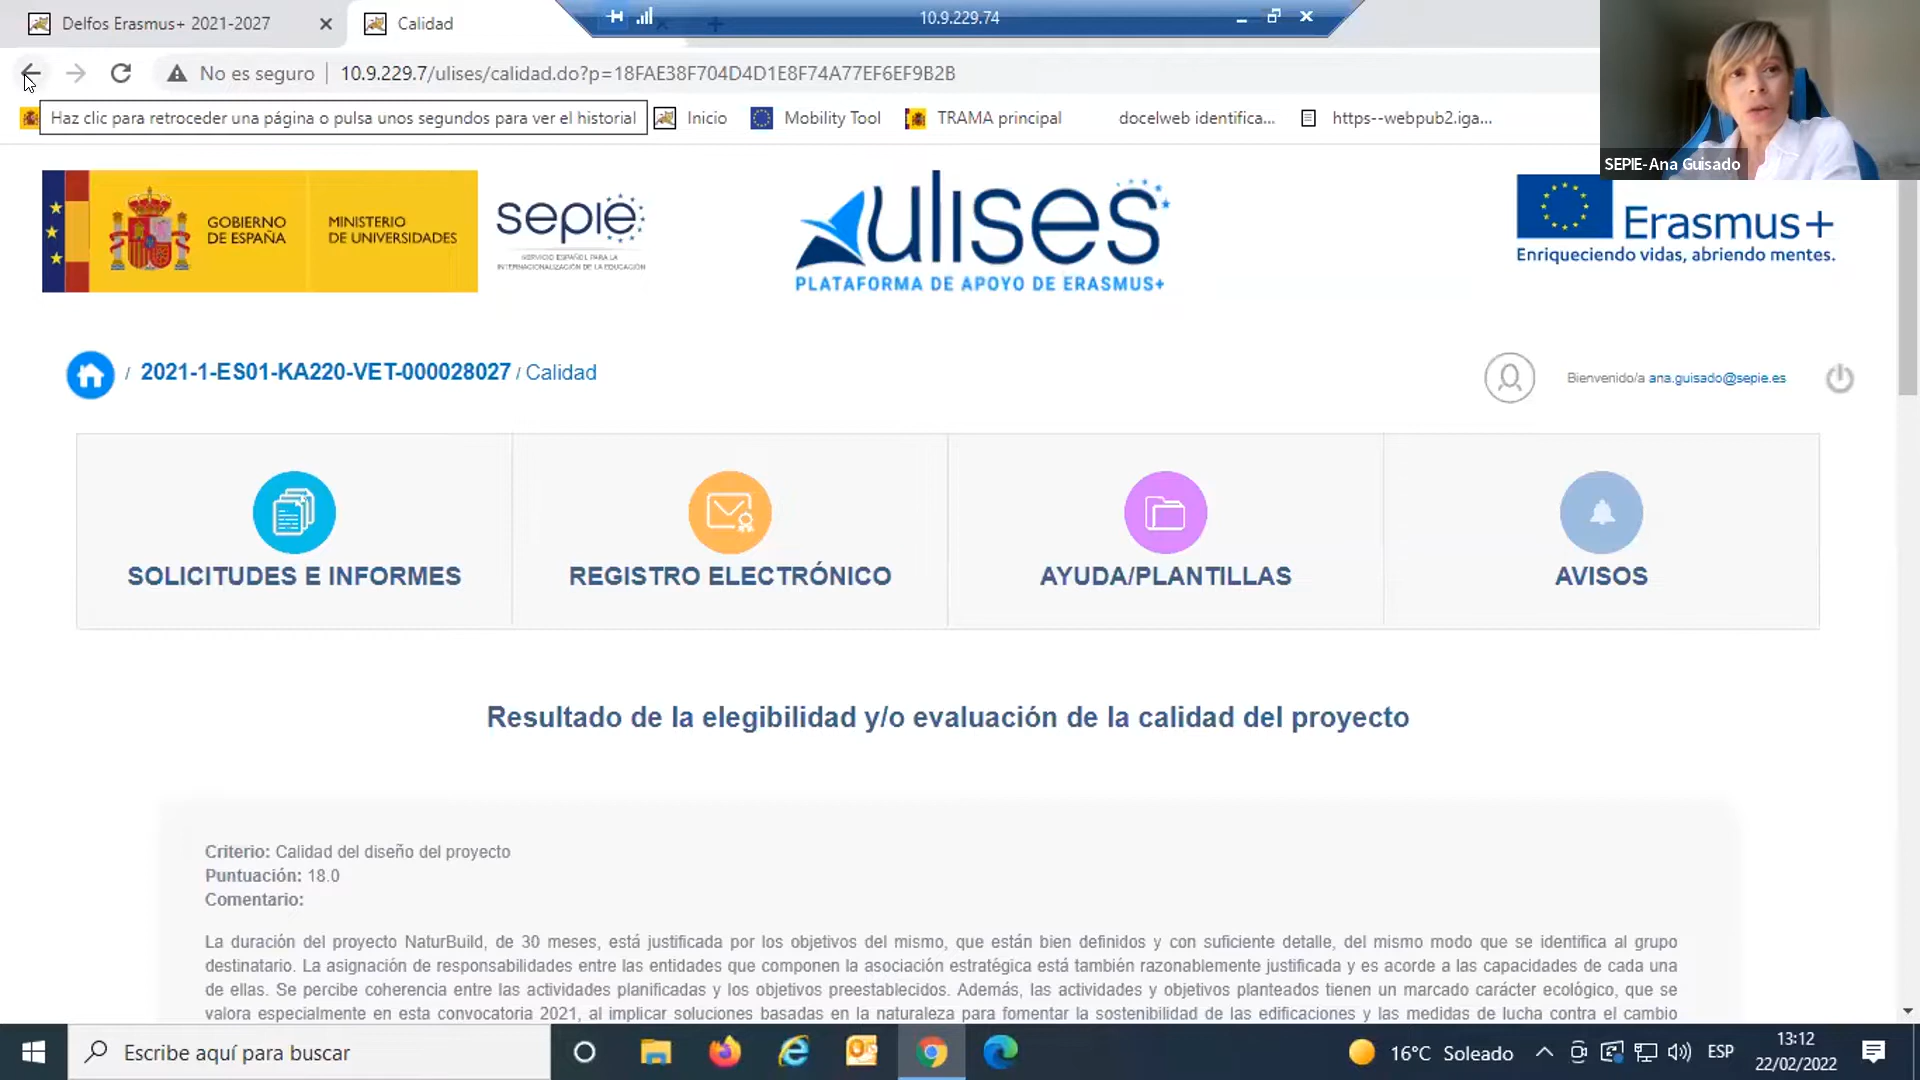 Delfos Erasmus+ 2021-2027
Calidad
10.9.229.74
No es seguro
10.9.229.7/ulises/calidad.do?p=18FAE38F704D4D1E8F74A77EF6EF9B2B
Haz clic para retroceder una página o pulsa unos segundos para ver el historial
Inicio
Mobility Tool
TRAMA principal
docelweb identifica...
https--webpub2.iga...
SEPIE-Ana Guisado
GOBIERNO
DE ESPAÑA
MINISTERIO
DE UNIVERSIDADES
sepie
SERVICIO ESPAÑOL PARA LA
INTERNACIONALIZACIÓN DE LA EDUCACIÓN
ulises
PLATAFORMA DE APOYO DE ERASMUS+
Erasmus+
Enriqueciendo vidas, abriendo mentes.
/ 2021-1-ES01-KA220-VET-000028027 / Calidad
Bienvenido/a ana.guisado@sepie.es
SOLICITUDES E INFORMES
REGISTRO ELECTRÓNICO
AYUDA/PLANTILLAS
AVISOS
Resultado de la elegibilidad y/o evaluación de la calidad del proyecto
Criterio: Calidad del diseño del proyecto
Puntuación: 18.0
Comentario:
La duración del proyecto NaturBuild, de 30 meses, está justificada por los objetivos del mismo, que están bien definidos y con suficiente detalle, del mismo modo que se identifica al grupo
destinatario. La asignación de responsabilidades entre las entidades que componen la asociación estratégica está también razonablemente justificada y es acorde a las capacidades de cada una
de ellas. Se percibe coherencia entre las actividades planificadas y los objetivos preestablecidos. Además, las actividades y objetivos planteados tienen un marcado carácter ecológico, que se
valora especialmente en esta convocatoria 2021, al implicar soluciones basadas en la naturaleza para fomentar la sostenibilidad de las edificaciones y las medidas de lucha contra el cambio
Escribe aquí para buscar
16°C Soleado
ESP
13:12
22/02/2022